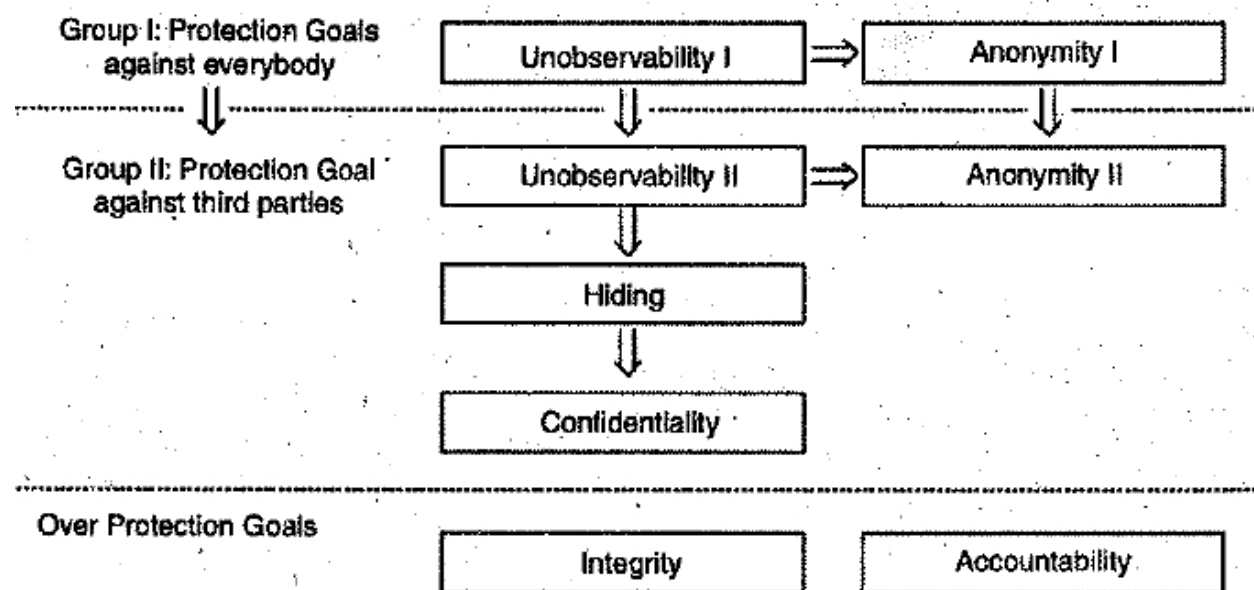 Group I: Protection Goals
against everybody
Unobservability I
Anonymity I
Group II: Protection Goal
against third parties
Unobservability II
Anonymity II
Hiding
Confidentiality
Over Protection Goals
Integrity
Accountability